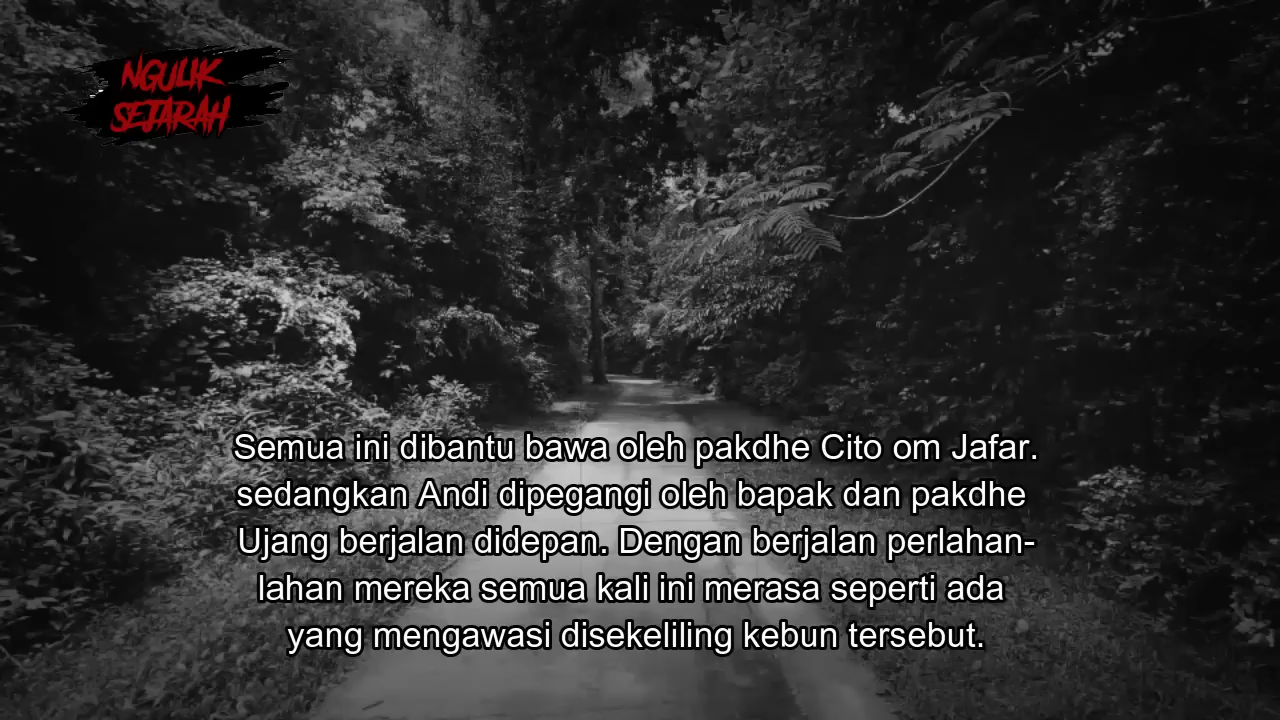 NGULIK
SEJARAH
Semua ini dibantu bawa oleh pakdhe Cito om Jafar.
sedangkan Andi dipegangi oleh bapak dan pakdhe
Ujang berjalan didepan. Dengan berjalan perlahan-
lahan mereka semua kali ini merasa seperti ada
yang mengawasi disekeliling kebun tersebut.